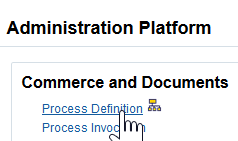 Administration Platform
Commerce and Documents
Process Definition
Process